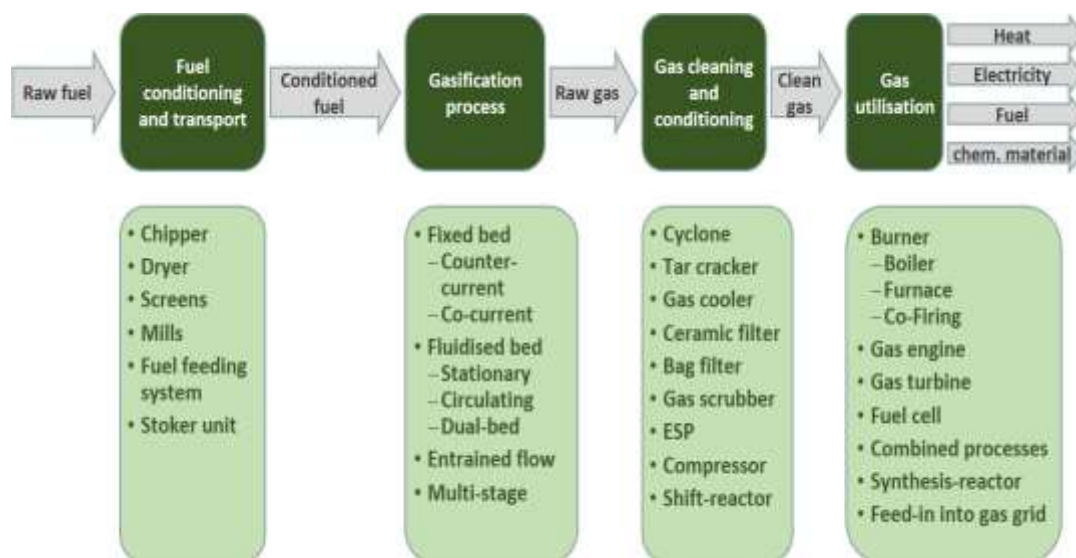 Raw fuel
Fuel
conditioning
and transport
Conditioned
fuel
Gasification
process
Raw gas
Gas cleaning
and
conditioning
Clean
gas
Gas
utilisation
Heat
Electricity
Fuel
chem. material
• Chipper
• Dryer
• Screens
• Mills
• Fuel feeding
system
• Stoker unit
• Fixed bed
–Counter-
current
–Co-current
• Fluidised bed
–Stationary
–Circulating
–Dual-bed
• Entrained flow
• Multi-stage
• Cyclone
• Tar cracker
• Gas cooler
• Ceramic filter
• Bag filter
• Gas scrubber
• ESP
• Compressor
• Shift-reactor
• Burner
–Boiler
–Furnace
–Co-Firing
• Gas engine
• Gas turbine
• Fuel cell
• Combined processes
• Synthesis-reactor
• Feed-in into gas grid